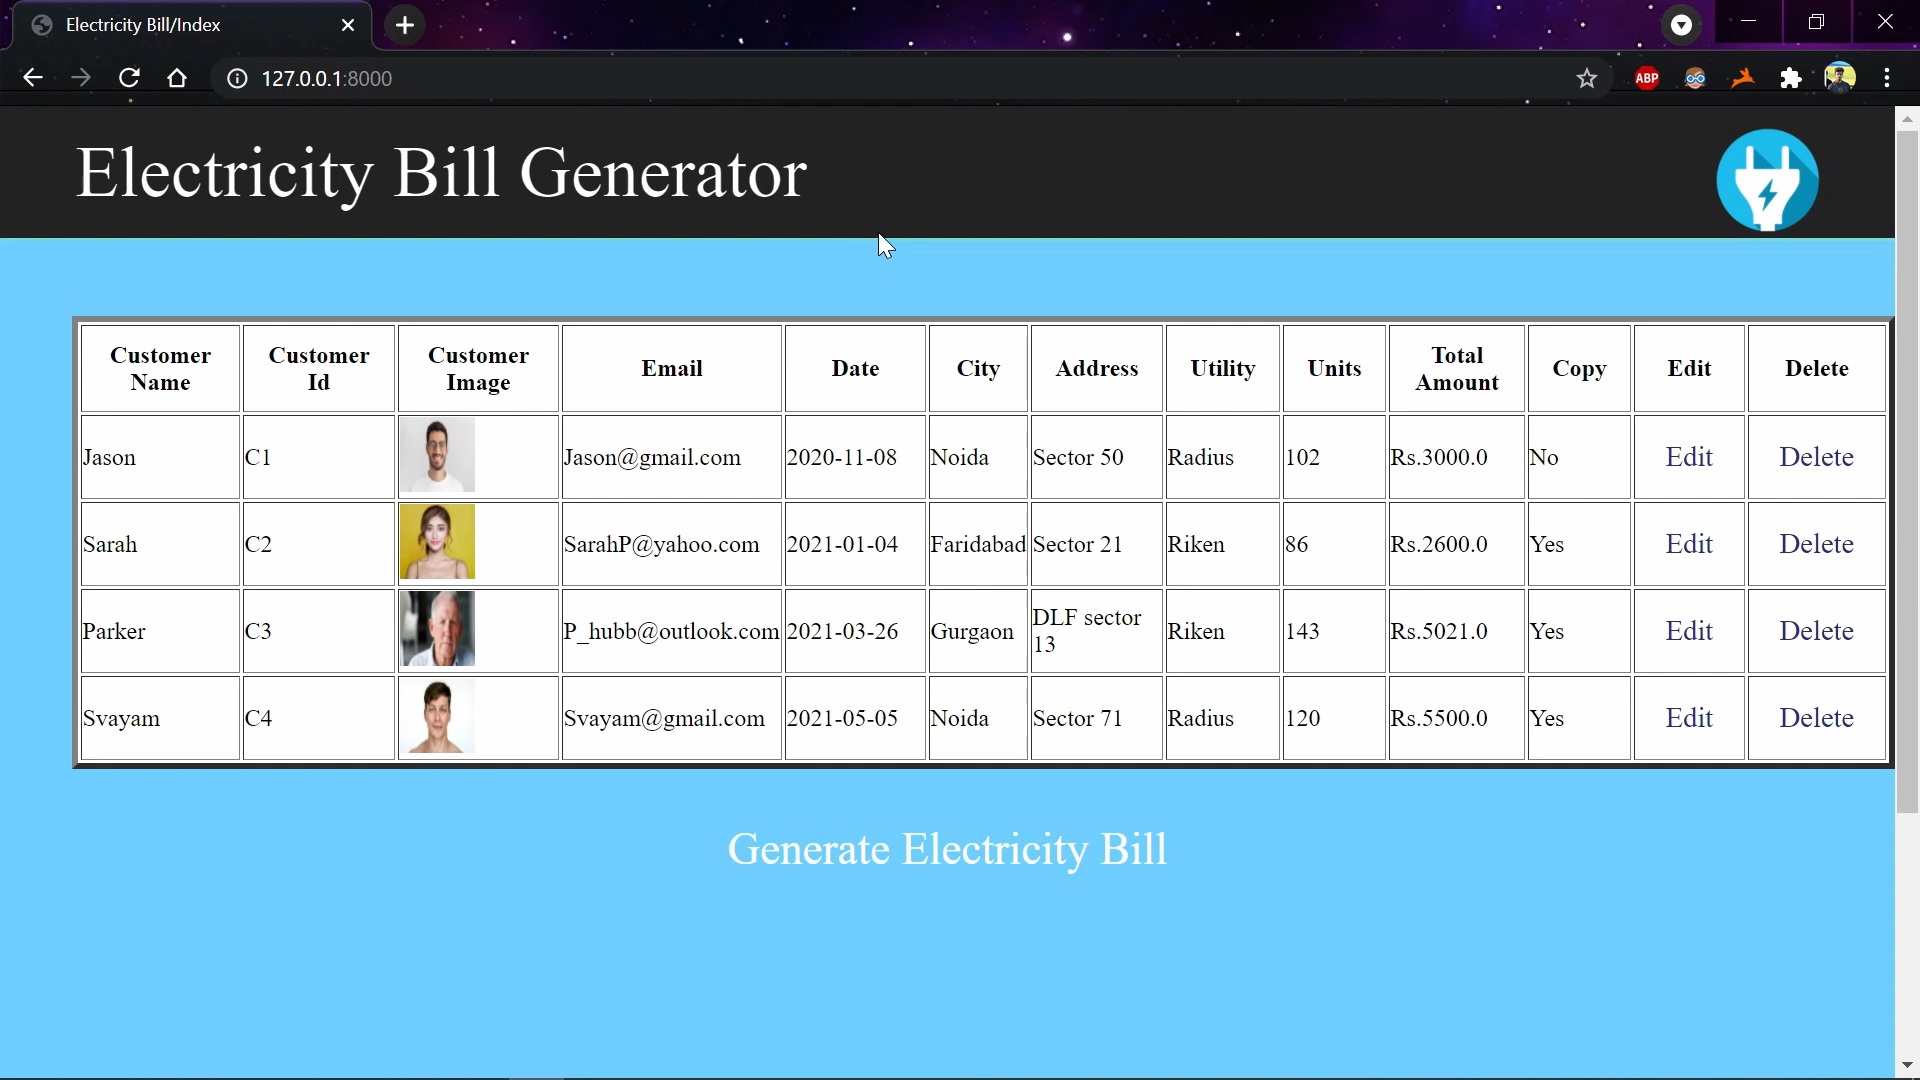 Electricity Bill/Index
127.0.0.1:8000
ABP
Electricity Bill Generator
Customer Name Customer Id Customer Image Email Date City Address Utility Units Total Amount Copy Edit Delete
Jason C1 Jason@gmail.com 2020-11-08 Noida Sector 50 Radius 102 Rs.3000.0 No Edit Delete
Sarah C2 SarahP@yahoo.com 2021-01-04 Faridabad Sector 21 Riken 86 Rs.2600.0 Yes Edit Delete
Parker C3 P_hubb@outlook.com 2021-03-26 Gurgaon DLF sector 13 Riken 143 Rs.5021.0 Yes Edit Delete
Svayam C4 Svayam@gmail.com 2021-05-05 Noida Sector 71 Radius 120 Rs.5500.0 Yes Edit Delete
Generate Electricity Bill